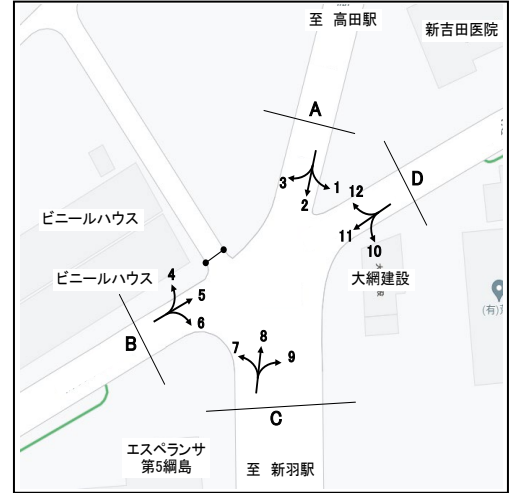 至 高田駅
新吉田医院
A
D
3
1
2
12
11
10
ビニールハウス
ビニールハウス
大綱建設
4
5
6
B
7
8
9
C
(有)
エスペランサ
第5綱島
至 新羽駅